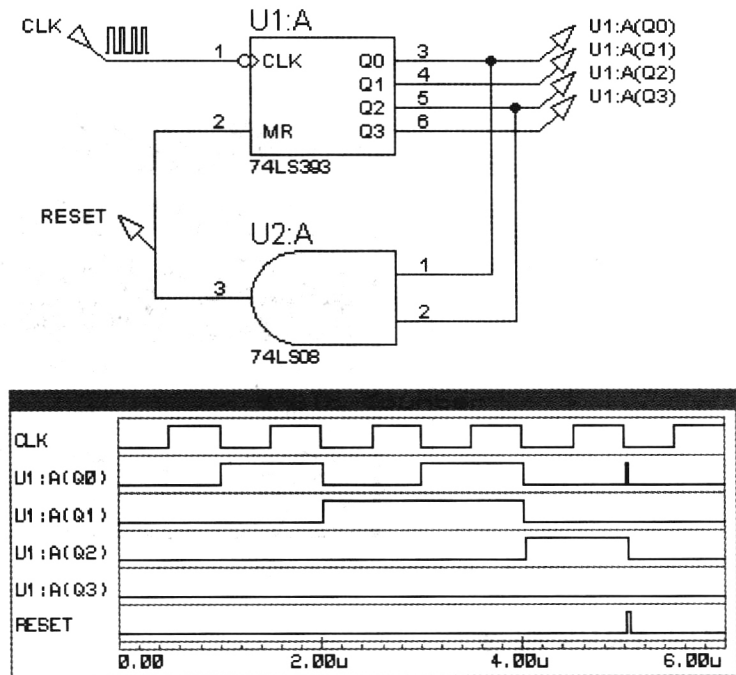 CLK
U1:A
1
CLK
MR
2
Q0
Q1
Q2
Q3
3
4
5
6
U1:A(Q0)
U1:A(Q1)
U1:A(Q2)
U1:A(Q3)
74LS393
RESET
U2:A
3
1
2
74LS08
CLK
U1:A(Q0)
U1:A(Q1)
U1:A(Q2)
U1:A(Q3)
RESET
0.00 2.00u 4.00u 6.00u